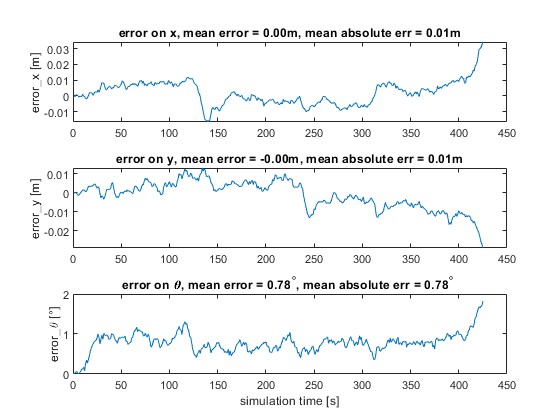 error on x, mean error = 0.00m, mean absolute err = 0.01m
0.03
0.02
0.01
0
-0.01
error_x [m]
0 50 100 150 200 250 300 350 400 450
error on y, mean error = -0.00m, mean absolute err = 0.01m
0.01
0
-0.01
-0.02
error_y [m]
0 50 100 150 200 250 300 350 400 450
error on θ, mean error = 0.78°, mean absolute err = 0.78°
2
1
0
error_θ [°]
0 50 100 150 200 250 300 350 400 450
simulation time [s]